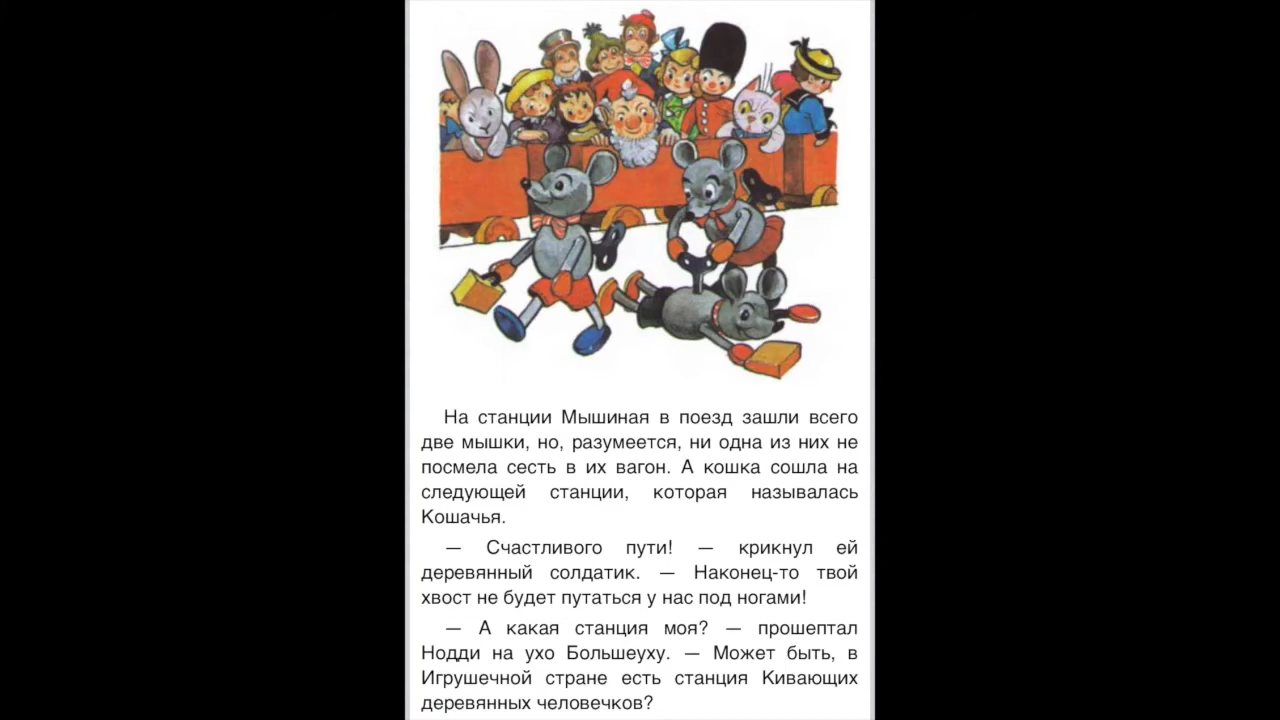 На станции Мышиная в поезд зашли всего
две мышки, но, разумеется, ни одна из них не
посмела сесть в их вагон. А кошка сошла на
следующей станции, которая называлась
Кошачья.
— Счастливого пути! — крикнул ей
деревянный солдатик. — Наконец-то твой
хвост не будет путаться у нас под ногами!
— А какая станция моя? — прошептал
Нодди на ухо Большеуху. — Может быть, в
Игрушечной стране есть станция Кивающих
деревянных человечков?